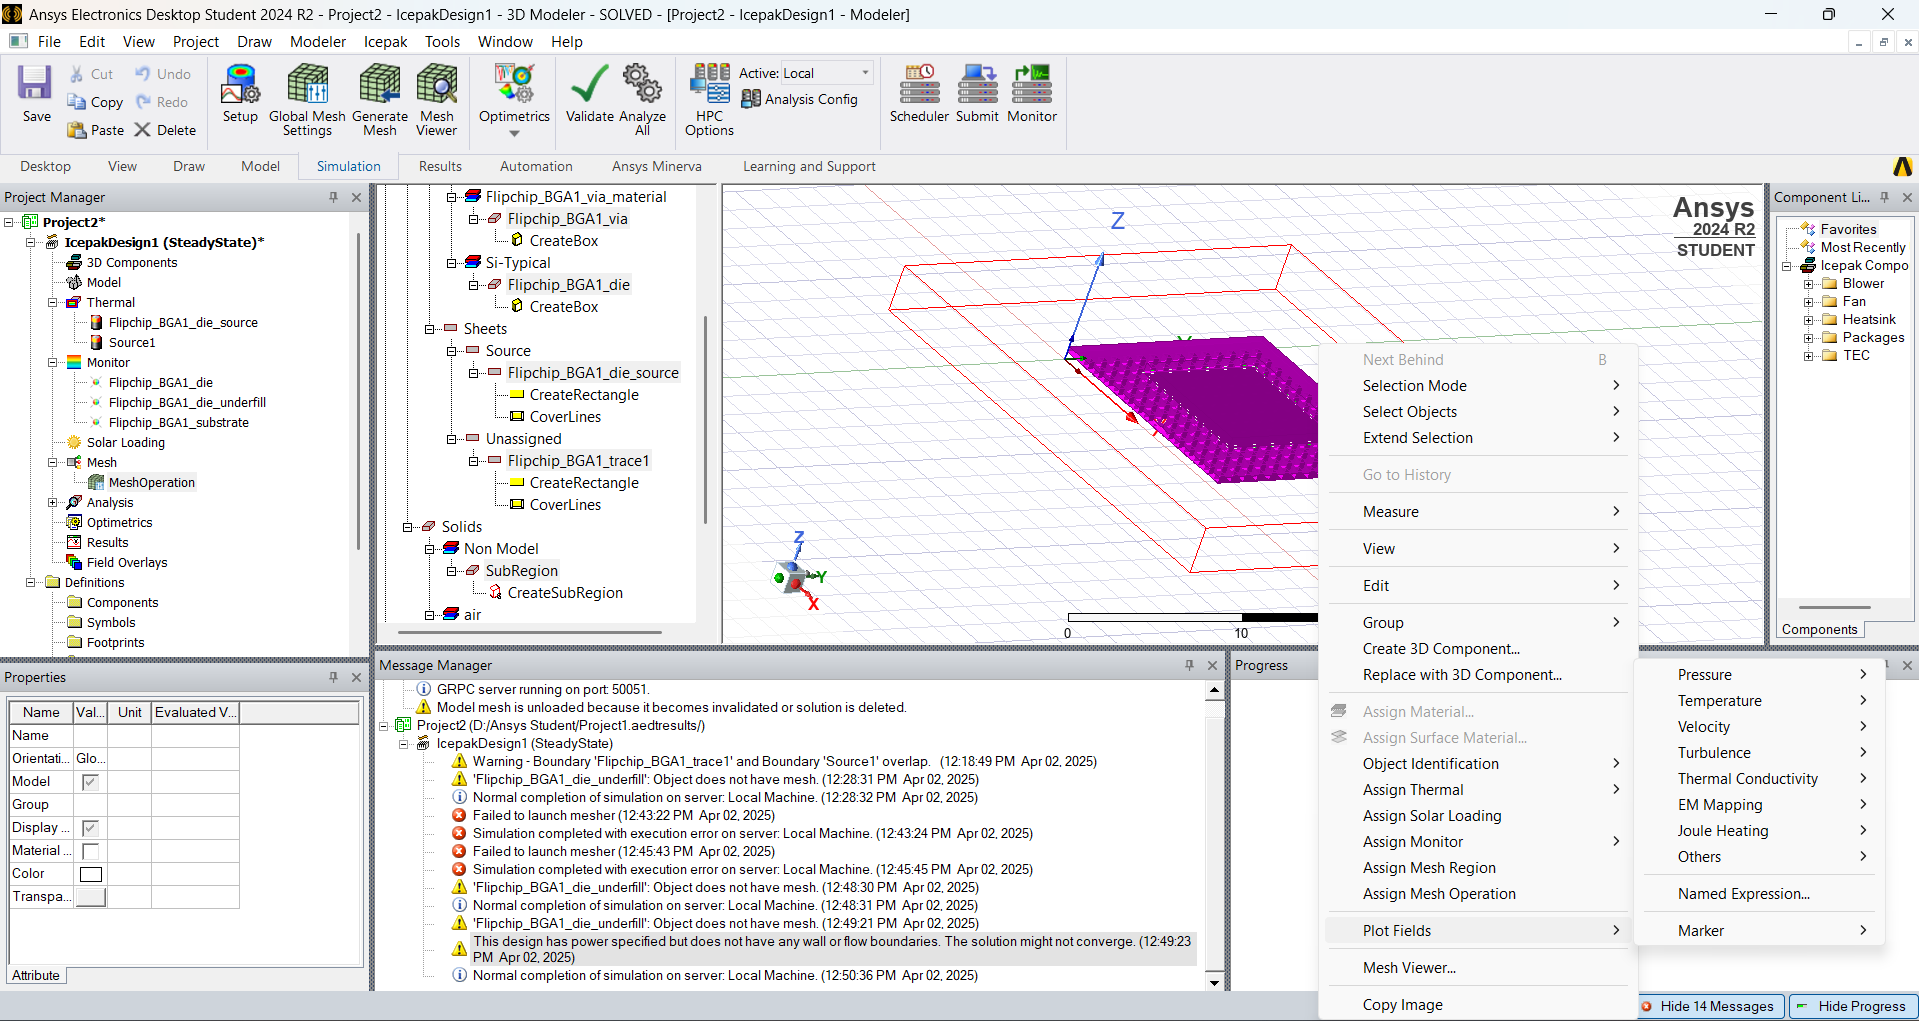 Ansys Electronics Desktop Student 2024 R2 - Project2 - IcepakDesign1 - 3D Modeler - SOLVED - [Project2 - IcepakDesign1 - Modeler]
File Edit View Project Draw Modeler Icepak Tools Window Help
Save
Cut
Copy
Paste
Undo
Redo
Delete
Setup
Global Mesh Settings
Generate Mesh
Mesh Viewer
Optimetrics
Validate
Analyze All
HPC Options
Active: Local
Analysis Config
Scheduler
Submit
Monitor
Desktop View Draw Model Simulation Results Automation Ansys Minerva Learning and Support
Project Manager
Project2*
IcepakDesign1 (SteadyState)*
3D Components
Model
Thermal
Flipchip_BGA1_die_source
Source1
Monitor
Flipchip_BGA1_die
Flipchip_BGA1_die_underfill
Flipchip_BGA1_substrate
Solar Loading
Mesh
MeshOperation
Analysis
Optimetrics
Results
Field Overlays
Definitions
Components
Symbols
Footprints
Properties
Name Val... Unit Evaluated V...
Name
Orientati... Glo...
Model
Group
Display ...
Material ...
Color
Transpa...
Attribute
Flipchip_BGA1_via_material
Flipchip_BGA1_via
CreateBox
Si-Typical
Flipchip_BGA1_die
CreateBox
Sheets
Source
Flipchip_BGA1_die_source
CreateRectangle
CoverLines
Unassigned
Flipchip_BGA1_trace1
CreateRectangle
CoverLines
Solids
Non Model
SubRegion
CreateSubRegion
air
Z
Z
Y
X
0
10
Ansys
2024 R2
STUDENT
Component Li...
Favorites
Most Recently
Icepak Compo
Blower
Fan
Heatsink
Packages
TEC
Components
Message Manager
GRPC server running on port: 50051.
Model mesh is unloaded because it becomes invalidated or solution is deleted.
Project2 (D:/Ansys Student/Project1.aedtresults/)
IcepakDesign1 (SteadyState)
Warning - Boundary 'Flipchip_BGA1_trace1' and Boundary 'Source1' overlap. (12:18:49 PM Apr 02, 2025)
'Flipchip_BGA1_die_underfill': Object does not have mesh. (12:28:31 PM Apr 02, 2025)
Normal completion of simulation on server: Local Machine. (12:28:32 PM Apr 02, 2025)
Failed to launch mesher (12:43:22 PM Apr 02, 2025)
Simulation completed with execution error on server: Local Machine. (12:43:24 PM Apr 02, 2025)
Failed to launch mesher (12:45:43 PM Apr 02, 2025)
Simulation completed with execution error on server: Local Machine. (12:45:45 PM Apr 02, 2025)
'Flipchip_BGA1_die_underfill': Object does not have mesh. (12:48:30 PM Apr 02, 2025)
Normal completion of simulation on server: Local Machine. (12:48:31 PM Apr 02, 2025)
'Flipchip_BGA1_die_underfill': Object does not have mesh. (12:49:21 PM Apr 02, 2025)
This design has power specified but does not have any wall or flow boundaries. The solution might not converge. (12:49:23
PM Apr 02, 2025)
Normal completion of simulation on server: Local Machine. (12:50:36 PM Apr 02, 2025)
Progress
Next Behind B
Selection Mode
Select Objects
Extend Selection
Go to History
Measure
View
Edit
Group
Create 3D Component...
Replace with 3D Component...
Assign Material...
Assign Surface Material...
Object Identification
Assign Thermal
Assign Solar Loading
Assign Monitor
Assign Mesh Region
Assign Mesh Operation
Plot Fields
Mesh Viewer...
Copy Image
Pressure
Temperature
Velocity
Turbulence
Thermal Conductivity
EM Mapping
Joule Heating
Others
Named Expression...
Marker
Hide 14 Messages
Hide Progress